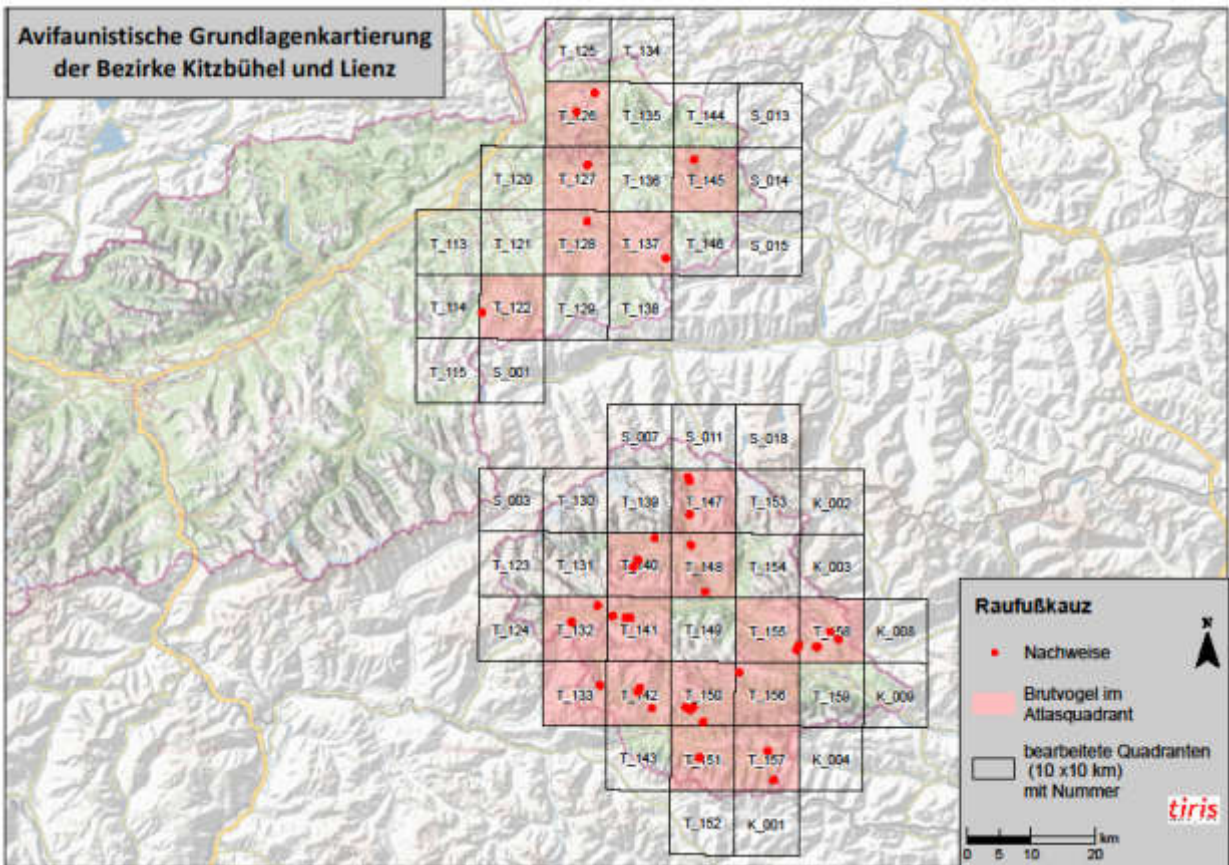 Avifaunistische Grundlagenkartierung
der Bezirke Kitzbühel und Lienz
T_125 T_134
T_126 T_135 T_144 S_013
T_120 T_127 T_136 T_145 S_014
T_113 T_121 T_128 T_137 T_146 S_015
T_114 T_122 T_129 T_138
T_115 S_001
S_007 S_011 S_018
S_003 T_130 T_139 T_147 T_153 K_002
T_123 T_131 T_140 T_148 T_154 K_003
T_124 T_132 T_141 T_149 T_155 T_158 K_008
T_133 T_142 T_150 T_156 T_159 K_009
T_143 T_151 T_157 K_004
T_152 K_001
Raufußkauz
N
Nachweise
Brutvogel im
Atlasquadrant
bearbeitete Quadranten
(10 x10 km)
mit Nummer
tiris
km
0 5 10 20